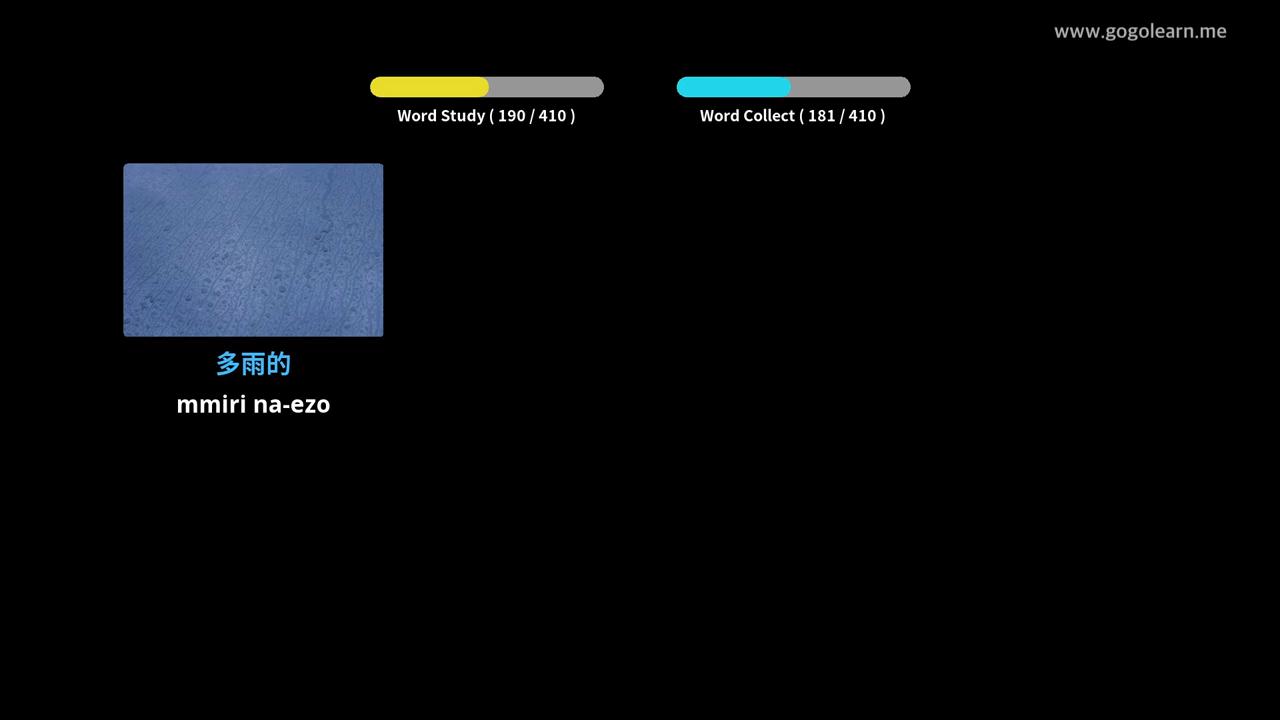 www.gogolearn.me
Word Study ( 190 / 410 )
Word Collect ( 181 / 410 )
多雨的
mmiri na-ezo